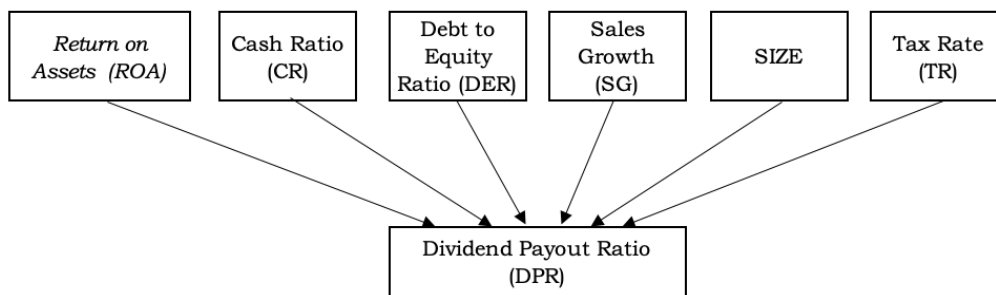 Return on
Assets (ROA)
Cash Ratio
(CR)
Debt to
Equity
Ratio (DER)
Sales
Growth
(SG)
SIZE
Tax Rate
(TR)
Dividend Payout Ratio
(DPR)